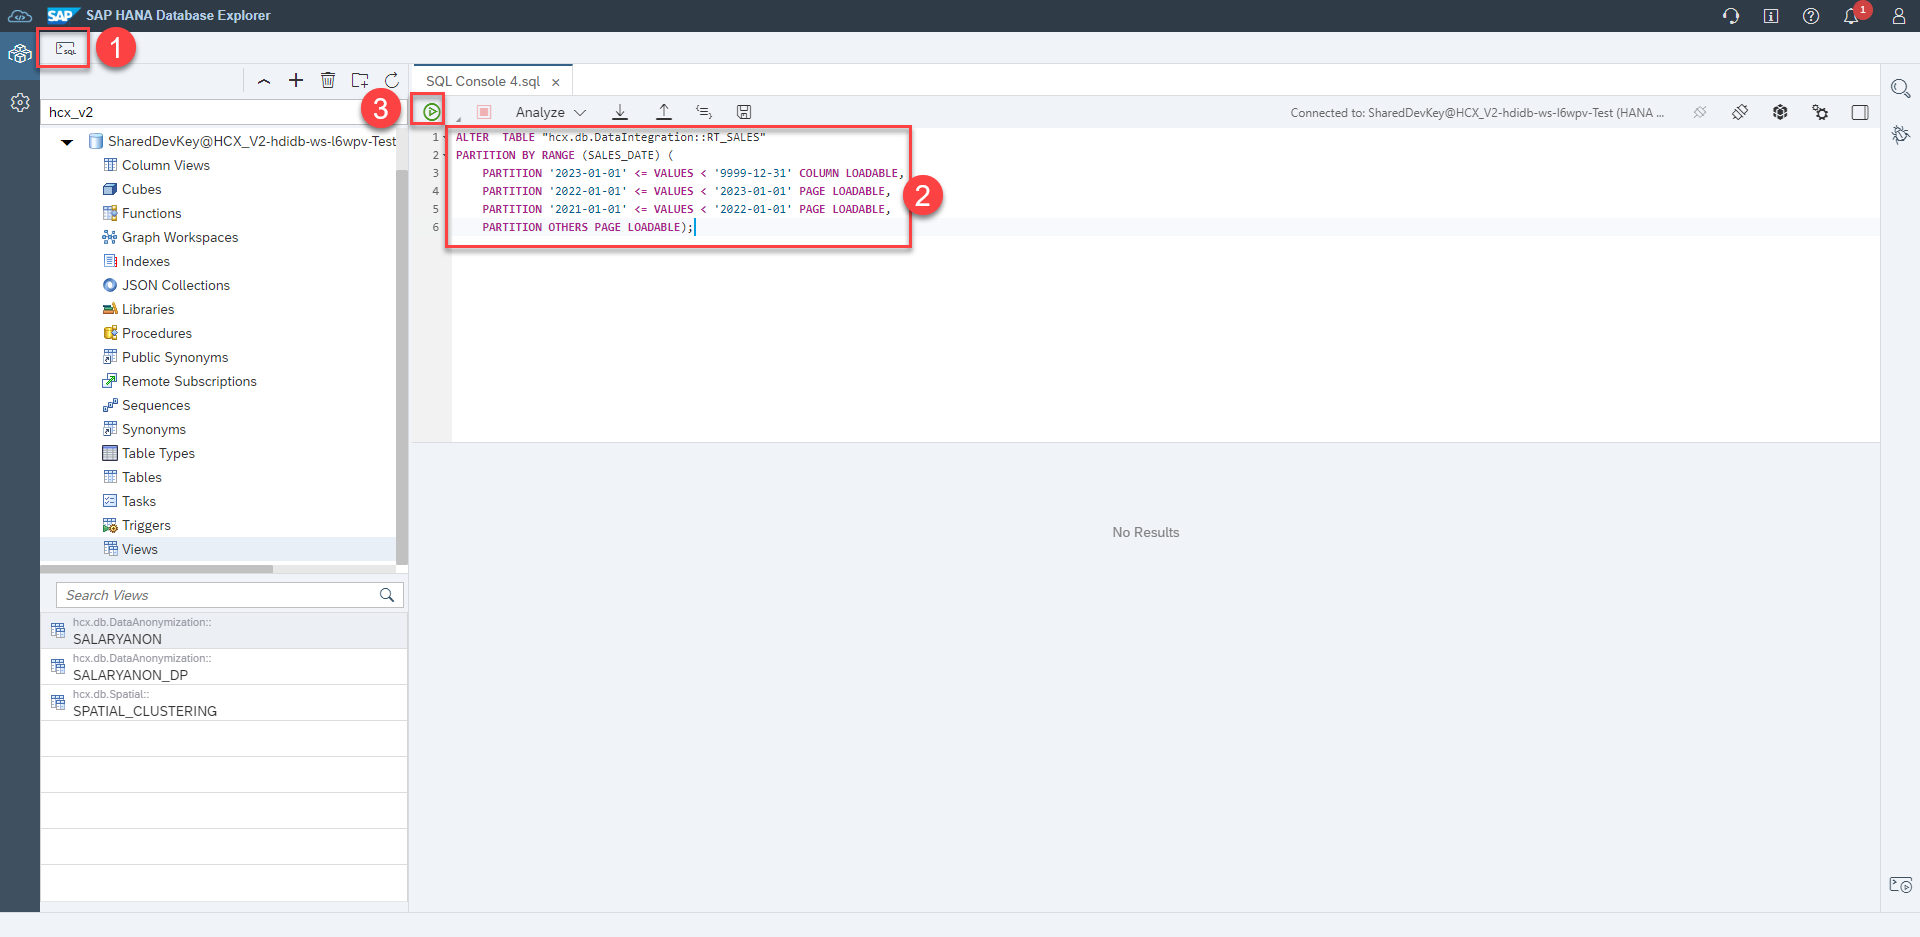 SAP SAP HANA Database Explorer
1
SQL
1
SQL Console 4.sql
hcx_v2
3
Analyze
Connected to: SharedDevKey@HCX_V2-hdidb-ws-l6wpv-Test (HANA ...
SharedDevKey@HCX_V2-hdidb-ws-l6wpv-Test
Column Views
Cubes
Functions
Graph Workspaces
Indexes
JSON Collections
Libraries
Procedures
Public Synonyms
Remote Subscriptions
Sequences
Synonyms
Table Types
Tables
Tasks
Triggers
Views
1 ALTER  TABLE "hcx.db.DataIntegration::RT_SALES"
2 PARTITION BY RANGE (SALES_DATE) (
3     PARTITION '2023-01-01' <= VALUES < '9999-12-31' COLUMN LOADABLE,
4     PARTITION '2022-01-01' <= VALUES < '2023-01-01' PAGE LOADABLE,
5     PARTITION '2021-01-01' <= VALUES < '2022-01-01' PAGE LOADABLE,
6     PARTITION OTHERS PAGE LOADABLE);
2
No Results
Search Views
hcx.db.DataAnonymization::
SALARYANON
hcx.db.DataAnonymization::
SALARYANON_DP
hcx.db.Spatial::
SPATIAL_CLUSTERING